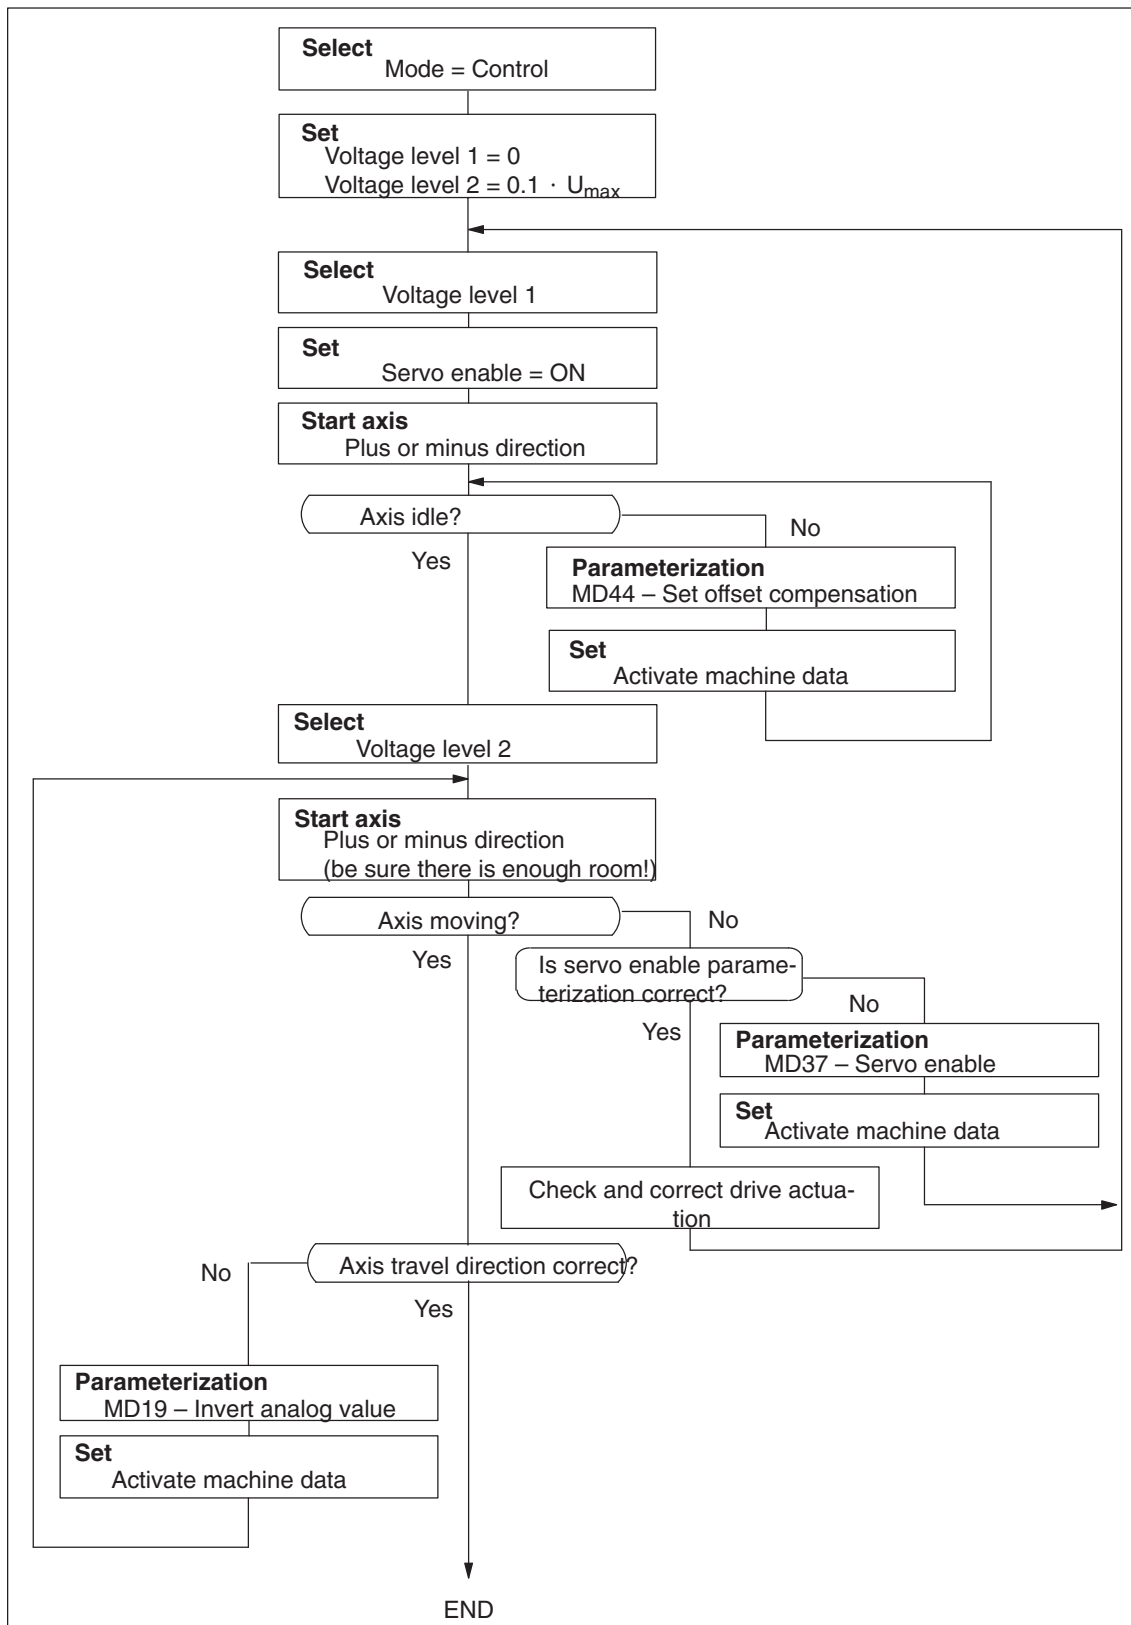 Select
Mode = Control
Set
Voltage level 1 = 0
Voltage level 2 = 0.1 · Umax
Select
Voltage level 1
Set
Servo enable = ON
Start axis
Plus or minus direction
Axis idle?
No
Yes
Parameterization
MD44 – Set offset compensation
Set
Activate machine data
Select
Voltage level 2
Start axis
Plus or minus direction
(be sure there is enough room!)
Axis moving?
No
Yes
Is servo enable parame-
terization correct?
No
Yes
Parameterization
MD37 – Servo enable
Set
Activate machine data
Check and correct drive actua-
tion
Axis travel direction correct?
No
Yes
Parameterization
MD19 – Invert analog value
Set
Activate machine data
END